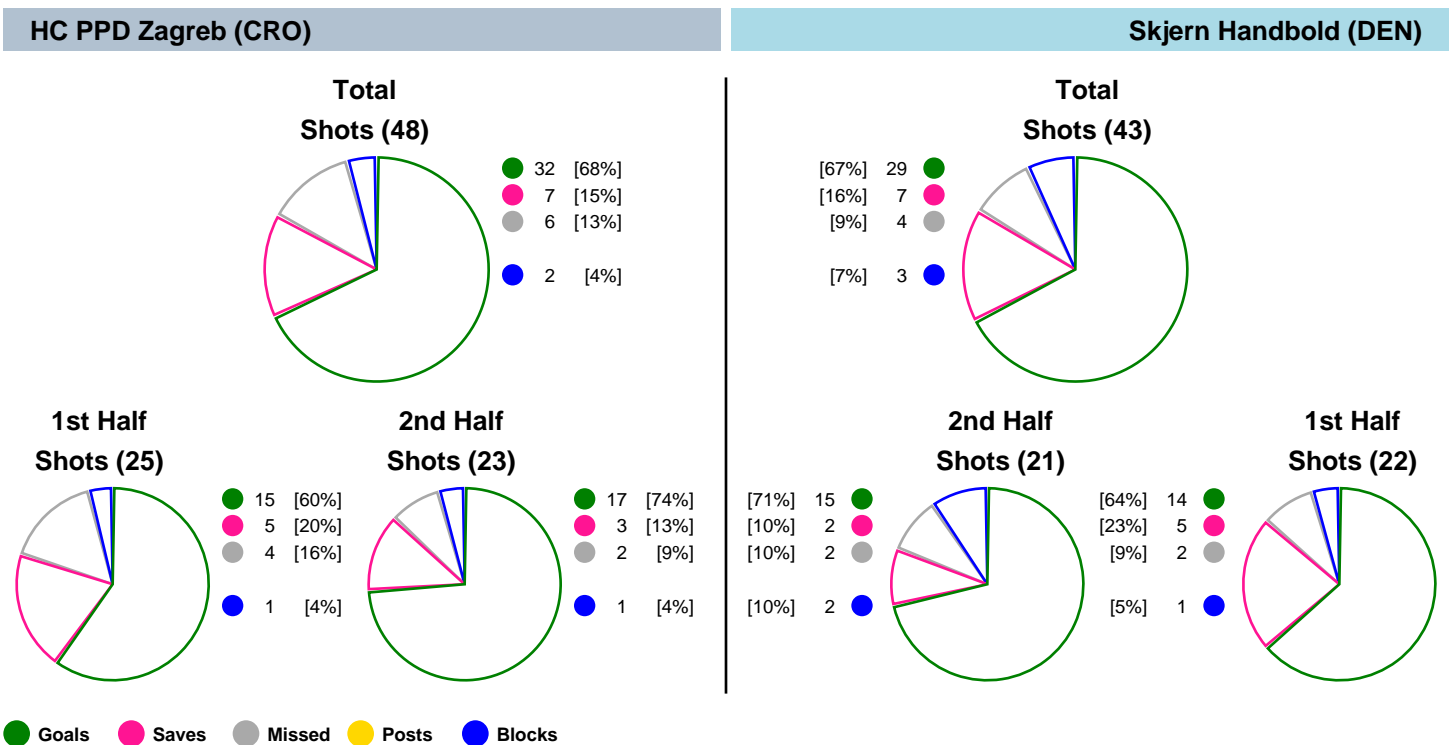 HC PPD Zagreb (CRO)
Skjern Handbold (DEN)
Total
Shots (48)
32 [68%]
7 [15%]
6 [13%]
2 [4%]
Total
Shots (43)
[67%] 29
[16%] 7
[9%] 4
[7%] 3
1st Half
Shots (25)
15 [60%]
5 [20%]
4 [16%]
1 [4%]
2nd Half
Shots (23)
17 [74%]
3 [13%]
2 [9%]
1 [4%]
2nd Half
Shots (21)
[71%] 15
[10%] 2
[10%] 2
[10%] 2
1st Half
Shots (22)
[64%] 14
[23%] 5
[9%] 2
[5%] 1
Goals Saves Missed Posts Blocks